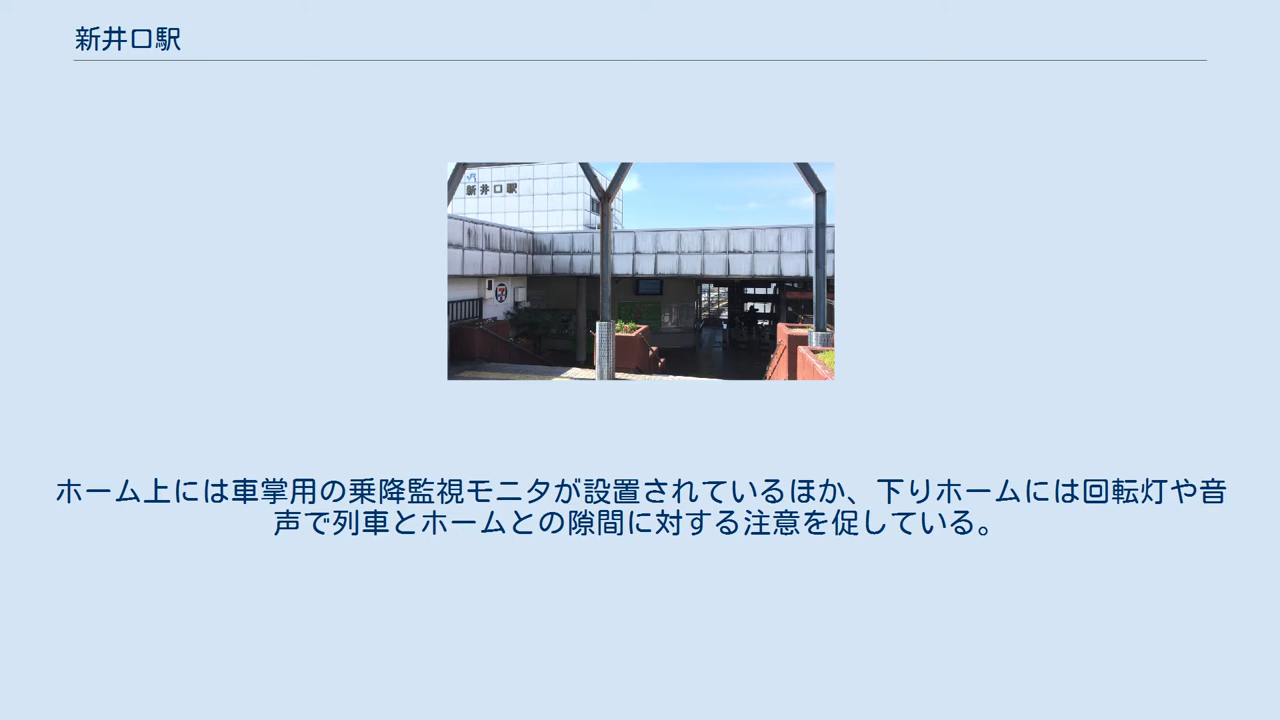 新井口駅
JR
新井口駅
7
ホーム上には車掌用の乗降監視モニタが設置されているほか、下りホームには回転灯や音
声で列車とホームとの隙間に対する注意を促している。